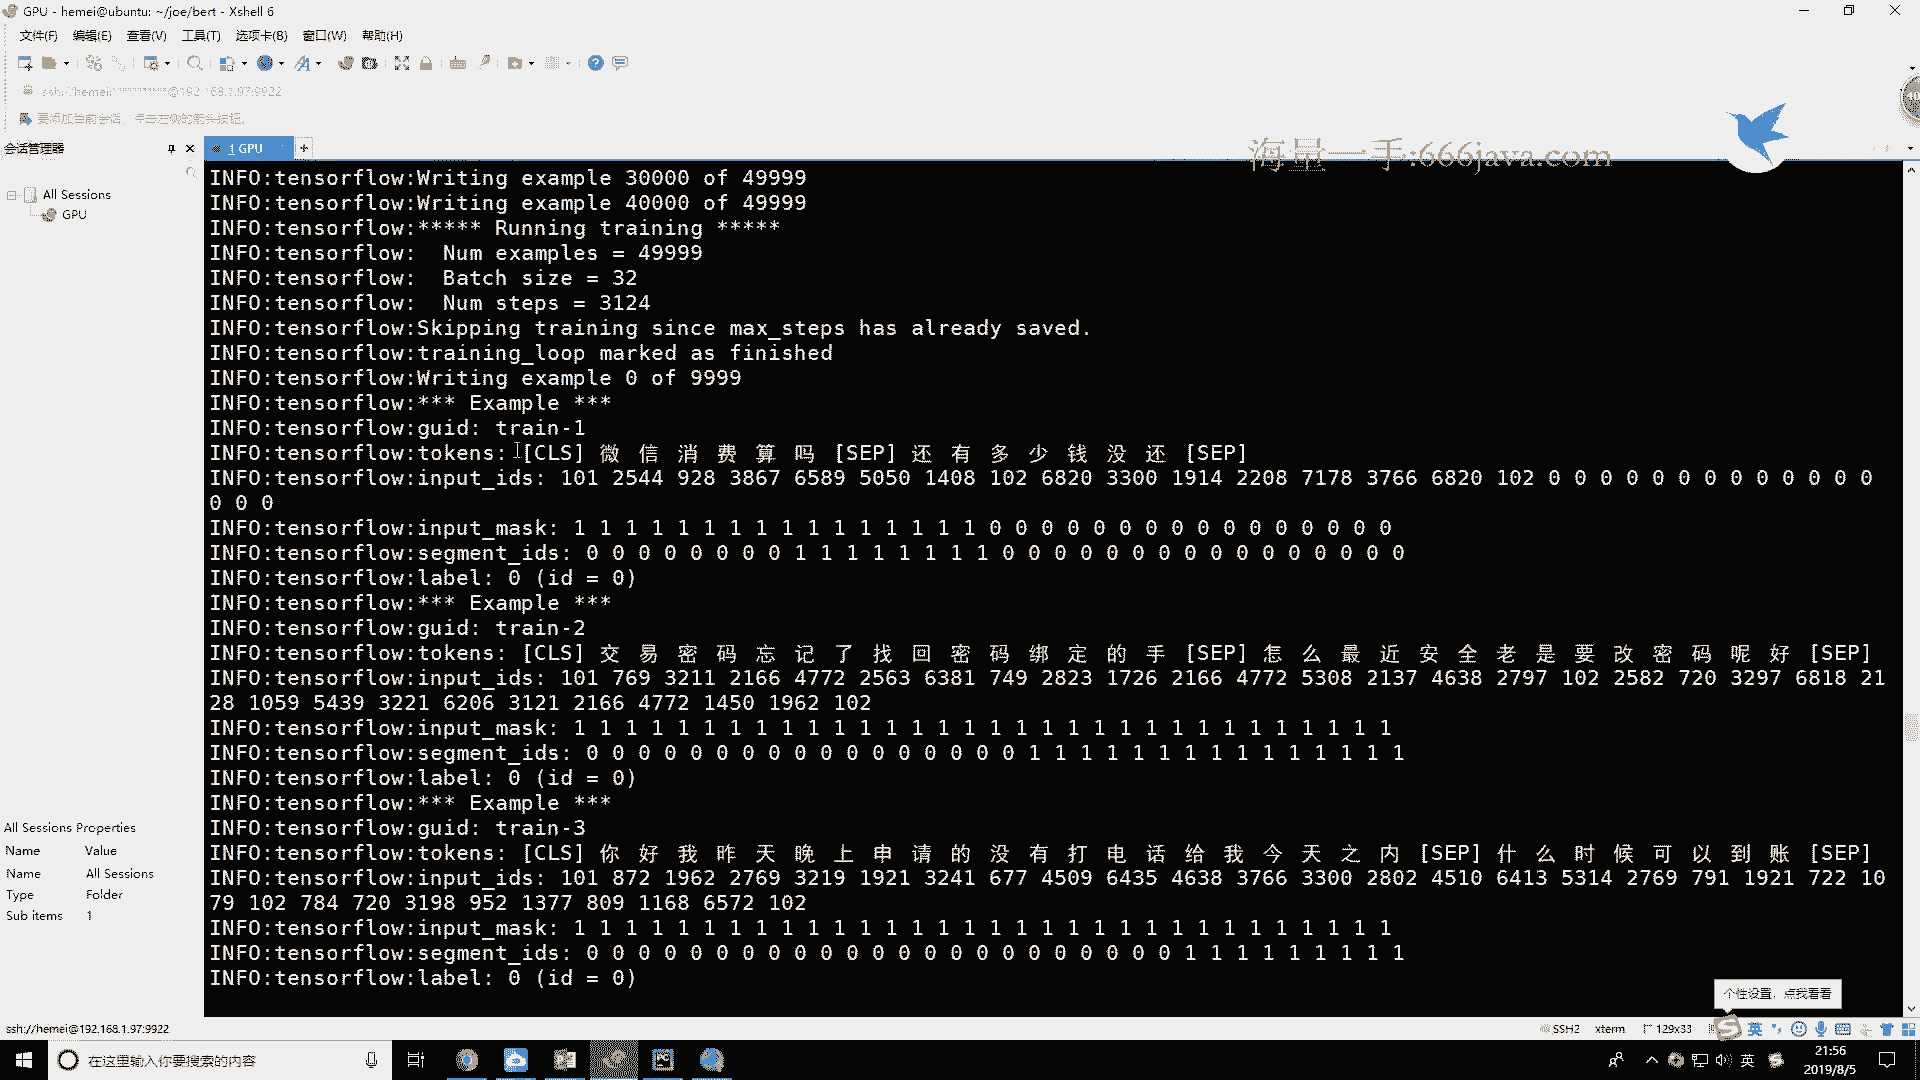 GPU - hemei@ubuntu: ~/joe/bert - Xshell 6
文件(F) 编辑(E) 查看(V) 工具(T) 选项卡(B) 窗口(W) 帮助(H)
ssh://hemei:**********@192.168.1.97:9922
要添加当前会话，点击左侧的箭头按钮。
会话管理器
1 GPU
海量一手:666java.com
40
All Sessions
GPU
INFO:tensorflow:Writing example 30000 of 49999
INFO:tensorflow:Writing example 40000 of 49999
INFO:tensorflow:***** Running training *****
INFO:tensorflow:  Num examples = 49999
INFO:tensorflow:  Batch size = 32
INFO:tensorflow:  Num steps = 3124
INFO:tensorflow:Skipping training since max_steps has already saved.
INFO:tensorflow:training_loop marked as finished
INFO:tensorflow:Writing example 0 of 9999
INFO:tensorflow:*** Example ***
INFO:tensorflow:guid: train-1
INFO:tensorflow:tokens: [CLS] 微 信 消 费 算 吗 [SEP] 还 有 多 少 钱 没 还 [SEP]
INFO:tensorflow:input_ids: 101 2544 928 3867 6589 5050 1408 102 6820 3300 1914 2208 7178 3766 6820 102 0 0 0 0 0 0 0 0 0 0 0 0 0
0 0 0
INFO:tensorflow:input_mask: 1 1 1 1 1 1 1 1 1 1 1 1 1 1 1 1 0 0 0 0 0 0 0 0 0 0 0 0 0 0 0 0
INFO:tensorflow:segment_ids: 0 0 0 0 0 0 0 0 1 1 1 1 1 1 1 1 0 0 0 0 0 0 0 0 0 0 0 0 0 0 0 0
INFO:tensorflow:label: 0 (id = 0)
INFO:tensorflow:*** Example ***
INFO:tensorflow:guid: train-2
INFO:tensorflow:tokens: [CLS] 交 易 密 码 忘 记 了 找 回 密 码 绑 定 的 手 [SEP] 怎 么 最 近 安 全 老 是 要 改 密 码 呢 好 [SEP]
INFO:tensorflow:input_ids: 101 769 3211 2166 4772 2563 6381 749 2823 1726 2166 4772 5308 2137 4638 2797 102 2582 720 3297 6818 21
28 1059 5439 3221 6206 3121 2166 4772 1450 1962 102
INFO:tensorflow:input_mask: 1 1 1 1 1 1 1 1 1 1 1 1 1 1 1 1 1 1 1 1 1 1 1 1 1 1 1 1 1 1 1 1
INFO:tensorflow:segment_ids: 0 0 0 0 0 0 0 0 0 0 0 0 0 0 0 0 0 1 1 1 1 1 1 1 1 1 1 1 1 1 1 1
INFO:tensorflow:label: 0 (id = 0)
INFO:tensorflow:*** Example ***
INFO:tensorflow:guid: train-3
INFO:tensorflow:tokens: [CLS] 你 好 我 昨 天 晚 上 申 请 的 没 有 打 电 话 给 我 今 天 之 内 [SEP] 什 么 时 候 可 以 到 账 [SEP]
INFO:tensorflow:input_ids: 101 872 1962 2769 3219 1921 3241 677 4509 6435 4638 3766 3300 2802 4510 6413 5314 2769 791 1921 722 10
79 102 784 720 3198 952 1377 809 1168 6572 102
INFO:tensorflow:input_mask: 1 1 1 1 1 1 1 1 1 1 1 1 1 1 1 1 1 1 1 1 1 1 1 1 1 1 1 1 1 1 1 1
INFO:tensorflow:segment_ids: 0 0 0 0 0 0 0 0 0 0 0 0 0 0 0 0 0 0 0 0 0 0 0 1 1 1 1 1 1 1 1 1
INFO:tensorflow:label: 0 (id = 0)
All Sessions Properties
Name Value
Name All Sessions
Type Folder
Sub items 1
个性设置，点我看看
ssh://hemei@192.168.1.97:9922
SSH2 xterm 129x33
英
在这里输入你要搜索的内容
英
21:56
2019/8/5